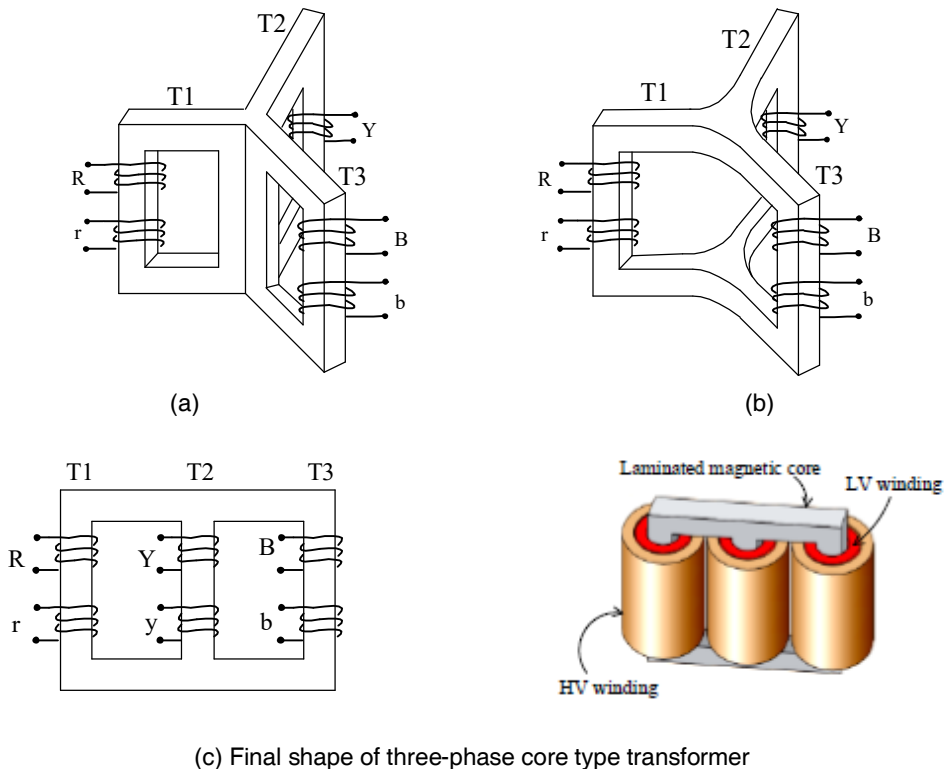 T2
T1
Y
R
T3
r
B
b
(a)
T2
T1
Y
R
T3
r
B
b
(b)
T1 T2 T3
R Y B
r y b
Laminated magnetic core
LV winding
HV winding
(c) Final shape of three-phase core type transformer